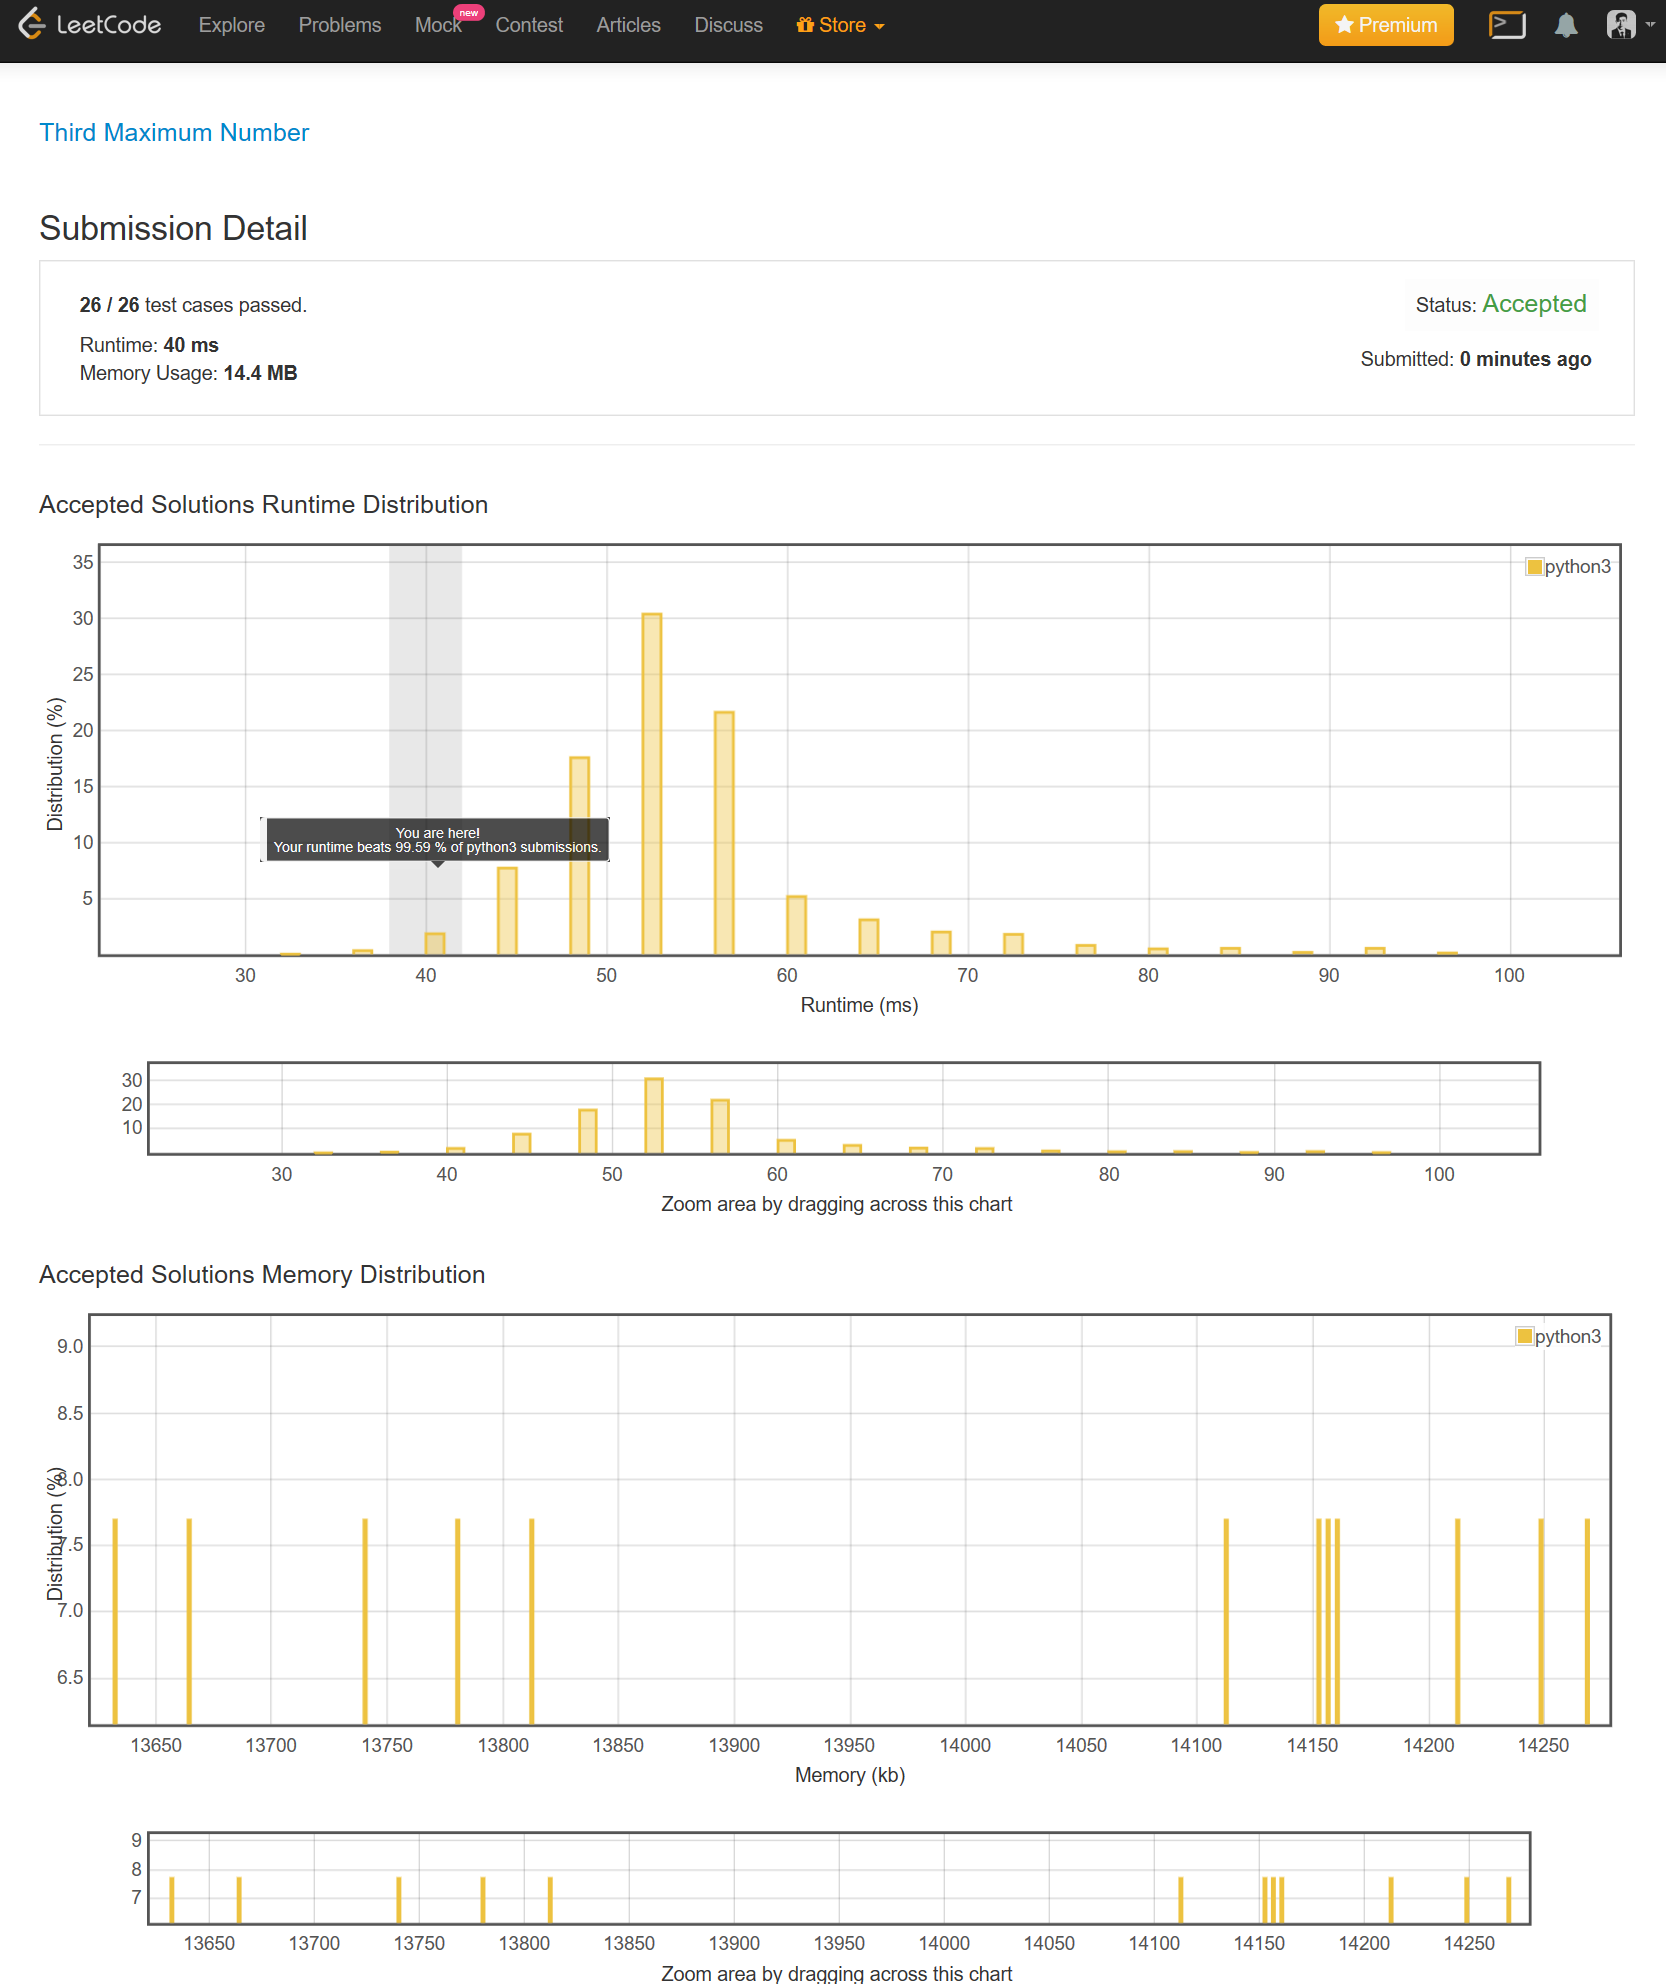 LeetCode Explore Problems Mock new Contest Articles Discuss Store Premium
Third Maximum Number
Submission Detail
26 / 26 test cases passed.
Status: Accepted
Runtime: 40 ms
Submitted: 0 minutes ago
Memory Usage: 14.4 MB
Accepted Solutions Runtime Distribution
python3
35
30
25
20
15
10
5
Distribution (%)
You are here!
Your runtime beats 99.59 % of python3 submissions.
30 40 50 60 70 80 90 100
Runtime (ms)
30
20
10
30 40 50 60 70 80 90 100
Zoom area by dragging across this chart
Accepted Solutions Memory Distribution
python3
9.0
8.5
8.0
7.5
7.0
6.5
Distribution (%)
13650 13700 13750 13800 13850 13900 13950 14000 14050 14100 14150 14200 14250
Memory (kb)
9
8
7
13650 13700 13750 13800 13850 13900 13950 14000 14050 14100 14150 14200 14250
Zoom area by dragging across this chart